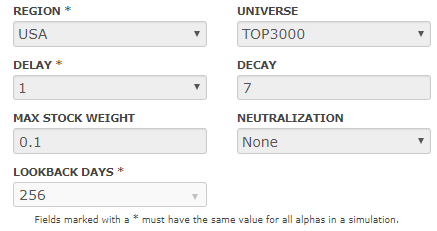 REGION * UNIVERSE
USA TOP3000
DELAY * DECAY
1 7
MAX STOCK WEIGHT NEUTRALIZATION
0.1 None
LOOKBACK DAYS *
256
Fields marked with a * must have the same value for all alphas in a simulation.